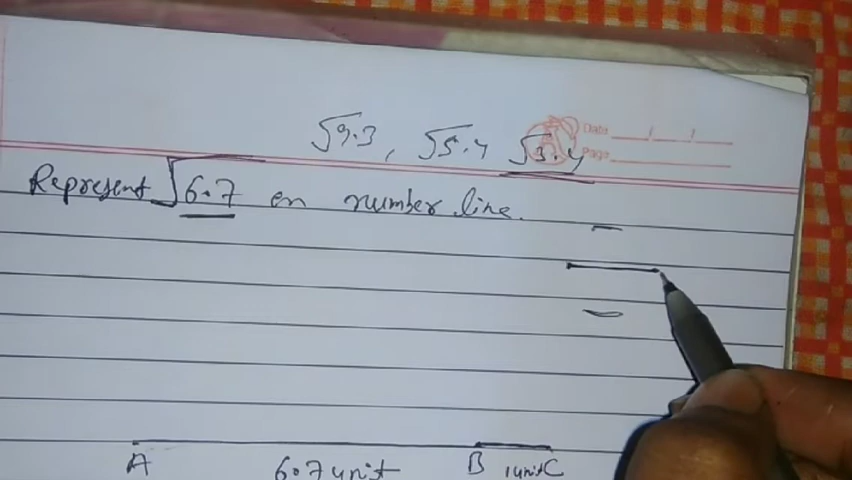 √9.3, √5.4 √3.4
Date / /
Page
Represent √6.7 on number line.
A 6.7 unit B 1 unit C